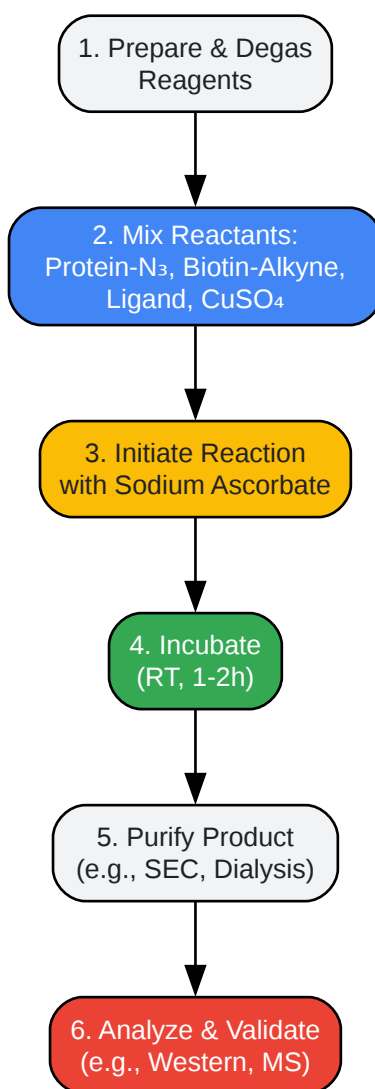 1. Prepare & Degas
Reagents
2. Mix Reactants:
Protein-N₃, Biotin-Alkyne,
Ligand, CuSO₄
3. Initiate Reaction
with Sodium Ascorbate
4. Incubate
(RT, 1-2h)
5. Purify Product
(e.g., SEC, Dialysis)
6. Analyze & Validate
(e.g., Western, MS)